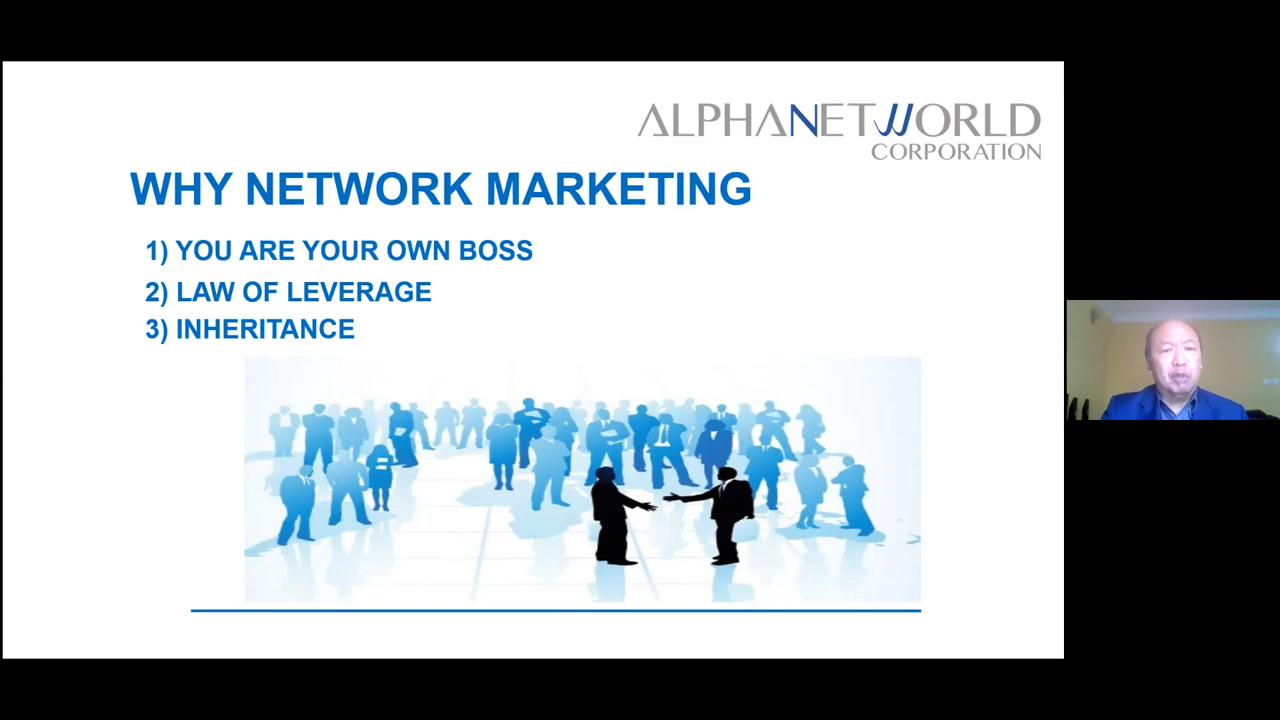 ALPHANETWORLD
CORPORATION
WHY NETWORK MARKETING
1) YOU ARE YOUR OWN BOSS
2) LAW OF LEVERAGE
3) INHERITANCE